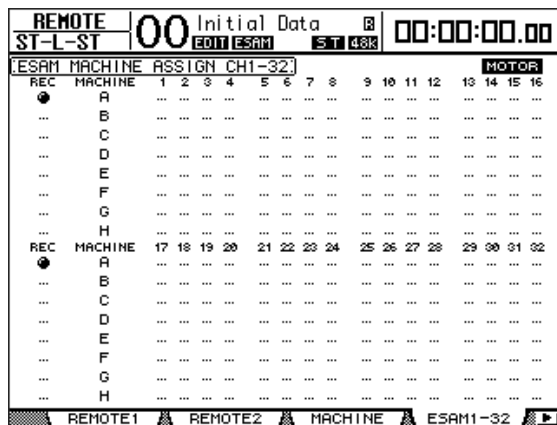 REMOTE 00 Initial Data R 00:00:00.00
ST-L-ST EDIT ESAM ST 48k
ESAM MACHINE ASSIGN CH1-32 MOTOR
REC MACHINE 1 2 3 4 5 6 7 8 9 10 11 12 13 14 15 16
● A ... ... ... ... ... ... ... ... ... ... ... ... ... ... ... ...
... B ... ... ... ... ... ... ... ... ... ... ... ... ... ... ... ...
... C ... ... ... ... ... ... ... ... ... ... ... ... ... ... ... ...
... D ... ... ... ... ... ... ... ... ... ... ... ... ... ... ... ...
... E ... ... ... ... ... ... ... ... ... ... ... ... ... ... ... ...
... F ... ... ... ... ... ... ... ... ... ... ... ... ... ... ... ...
... G ... ... ... ... ... ... ... ... ... ... ... ... ... ... ... ...
... H ... ... ... ... ... ... ... ... ... ... ... ... ... ... ... ...
REC MACHINE 17 18 19 20 21 22 23 24 25 26 27 28 29 30 31 32
● A ... ... ... ... ... ... ... ... ... ... ... ... ... ... ... ...
... B ... ... ... ... ... ... ... ... ... ... ... ... ... ... ... ...
... C ... ... ... ... ... ... ... ... ... ... ... ... ... ... ... ...
... D ... ... ... ... ... ... ... ... ... ... ... ... ... ... ... ...
... E ... ... ... ... ... ... ... ... ... ... ... ... ... ... ... ...
... F ... ... ... ... ... ... ... ... ... ... ... ... ... ... ... ...
... G ... ... ... ... ... ... ... ... ... ... ... ... ... ... ... ...
... H ... ... ... ... ... ... ... ... ... ... ... ... ... ... ... ...
REMOTE1 REMOTE2 MACHINE ESAM1-32